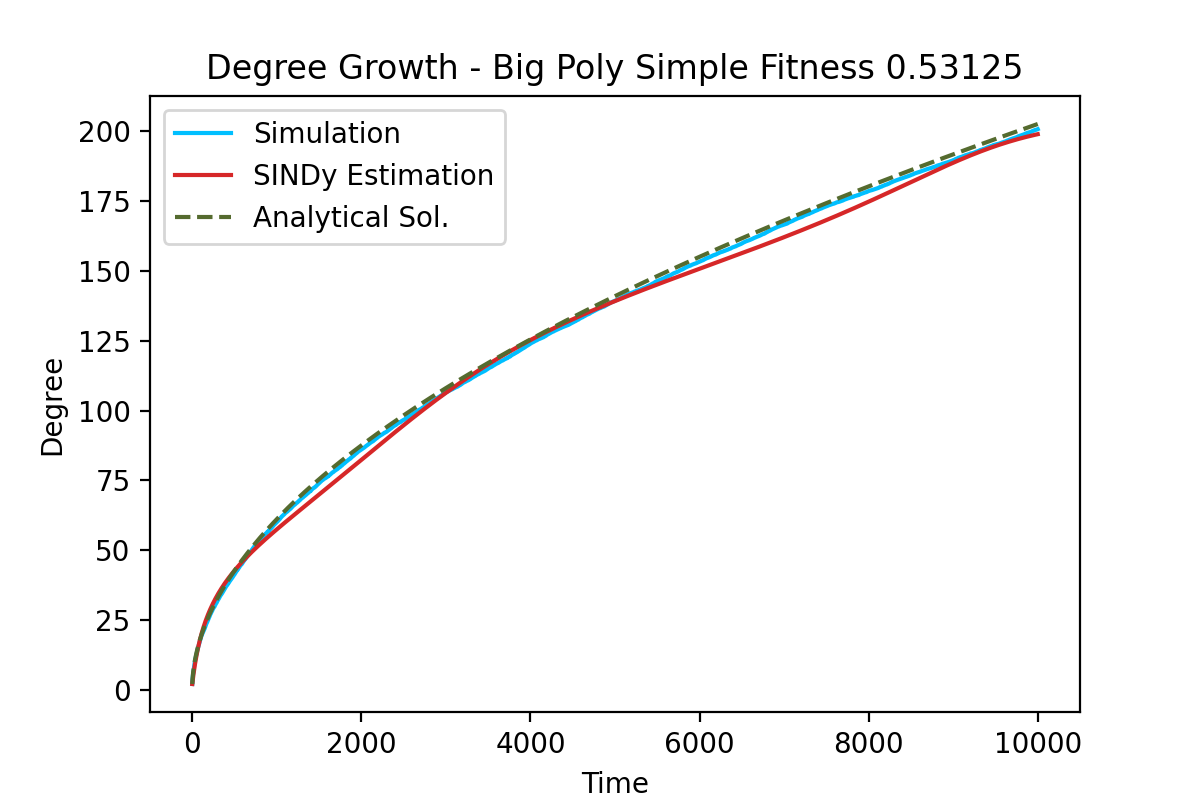 Degree Growth - Big Poly Simple Fitness 0.53125
Simulation
SINDy Estimation
Analytical Sol.
200
175
150
125
100
75
50
25
0
Degree
0 2000 4000 6000 8000 10000
Time